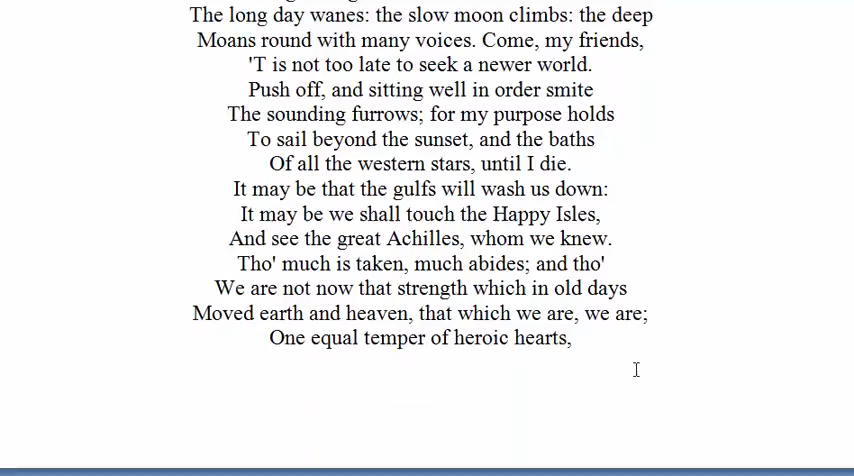 The long day wanes: the slow moon climbs: the deep
Moans round with many voices. Come, my friends,
'T is not too late to seek a newer world.
Push off, and sitting well in order smite
The sounding furrows; for my purpose holds
To sail beyond the sunset, and the baths
Of all the western stars, until I die.
It may be that the gulfs will wash us down:
It may be we shall touch the Happy Isles,
And see the great Achilles, whom we knew.
Tho' much is taken, much abides; and tho'
We are not now that strength which in old days
Moved earth and heaven, that which we are, we are;
One equal temper of heroic hearts,